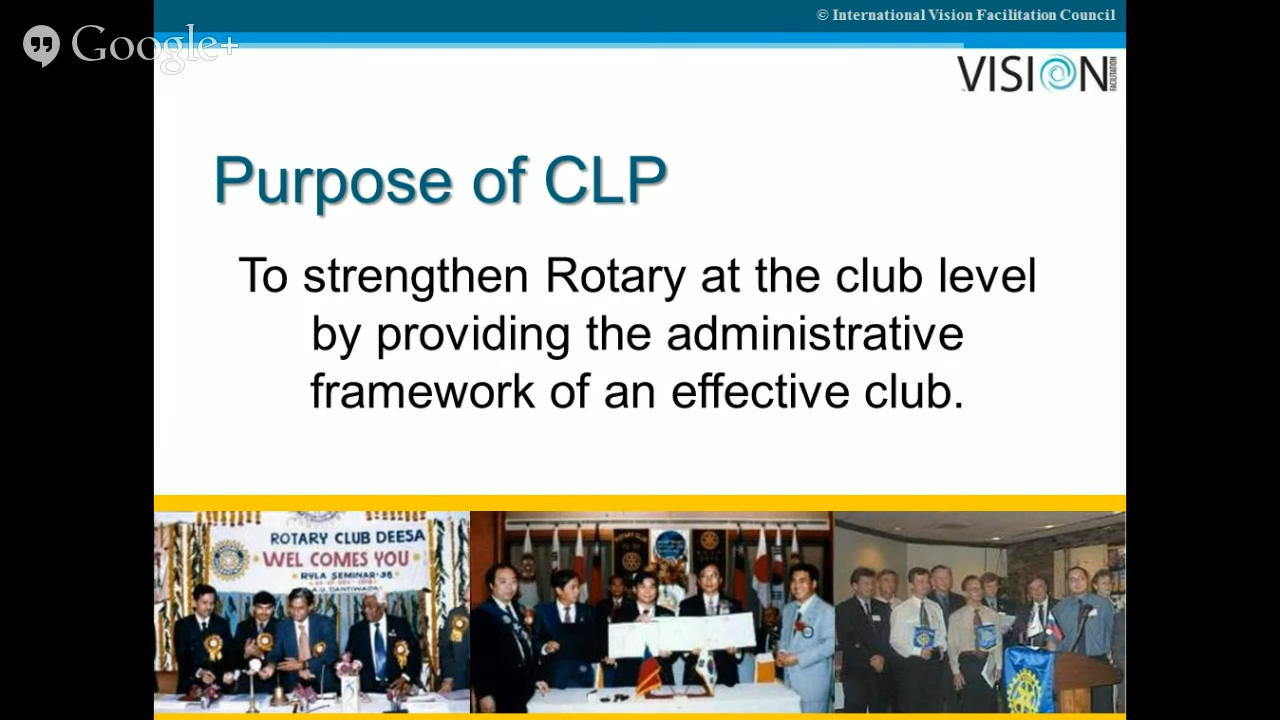 © International Vision Facilitation Council
Google+
VISION
FACILITATION
Purpose of CLP
To strengthen Rotary at the club level
by providing the administrative
framework of an effective club.
ROTARY CLUB DEESA
WEL COMES YOU
RYLA SEMINAR-